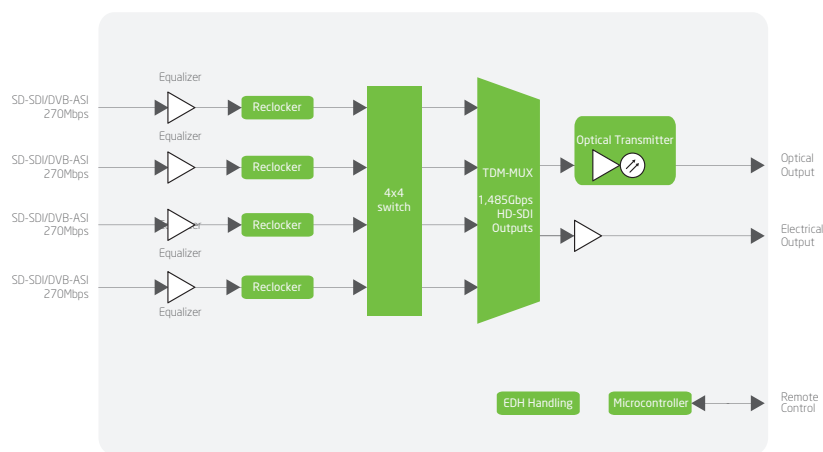 Equalizer
SD-SDI/DVB-ASI
270Mbps
Reclocker
Equalizer
SD-SDI/DVB-ASI
270Mbps
Reclocker
SD-SDI/DVB-ASI
270Mbps
Equalizer
Reclocker
Equalizer
SD-SDI/DVB-ASI
270Mbps
Reclocker
Equalizer
4x4
switch
TDM-MUX
1,485Gbps
HD-SDI
Outputs
Optical Transmitter
Optical
Output
Electrical
Output
EDH Handling
Microcontroller
Remote
Control